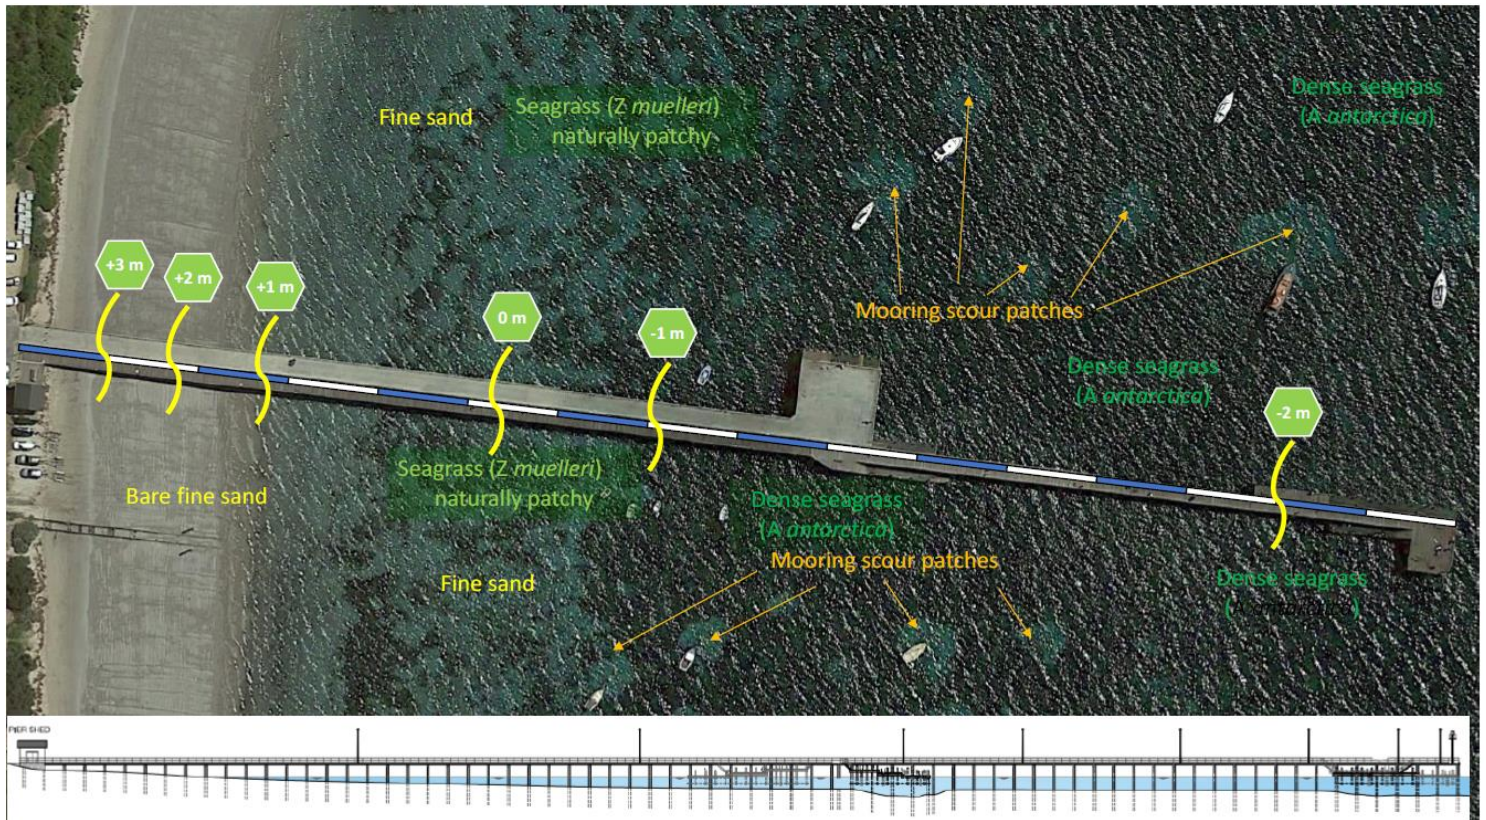 Dense seagrass
(A antarctica)
Fine sand
Seagrass (Z muelleri)
naturally patchy
+3 m
+2 m
+1 m
0 m
-1 m
Mooring scour patches
Dense seagrass
(A antarctica)
-2 m
Seagrass (Z muelleri)
naturally patchy
Bare fine sand
Dense seagrass
(A antarctica)
Mooring scour patches
Fine sand
Dense seagrass
(A antarctica)
PIER SHED